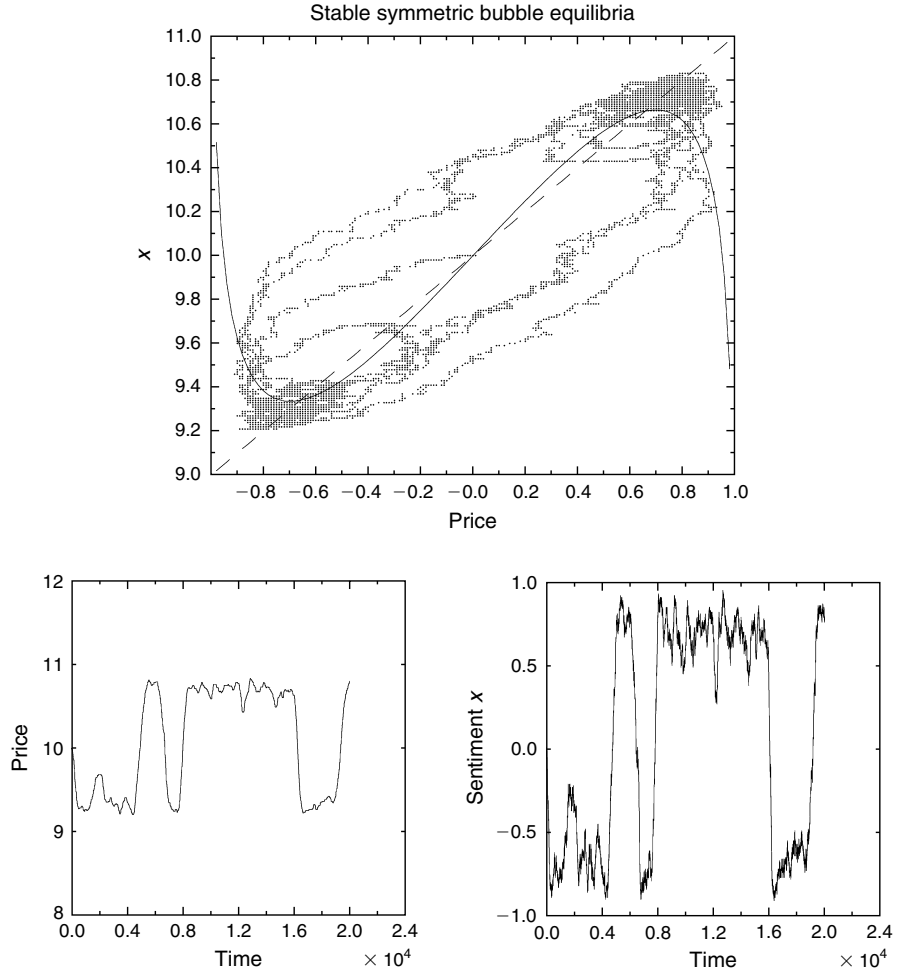 Stable symmetric bubble equilibria
11.0
10.8
10.6
10.4
10.2
10.0
9.8
9.6
9.4
9.2
9.0
x
−0.8 −0.6 −0.4 −0.2 −0.0 0.2 0.4 0.6 0.8 1.0
Price
12
11
10
9
8
Price
0.0 0.4 0.8 1.2 1.6 2.0 2.4
Time × 10⁴
1.0
0.5
0.0
−0.5
−1.0
Sentiment x
0.0 0.4 0.8 1.2 1.6 2.0 2.4
Time × 10⁴